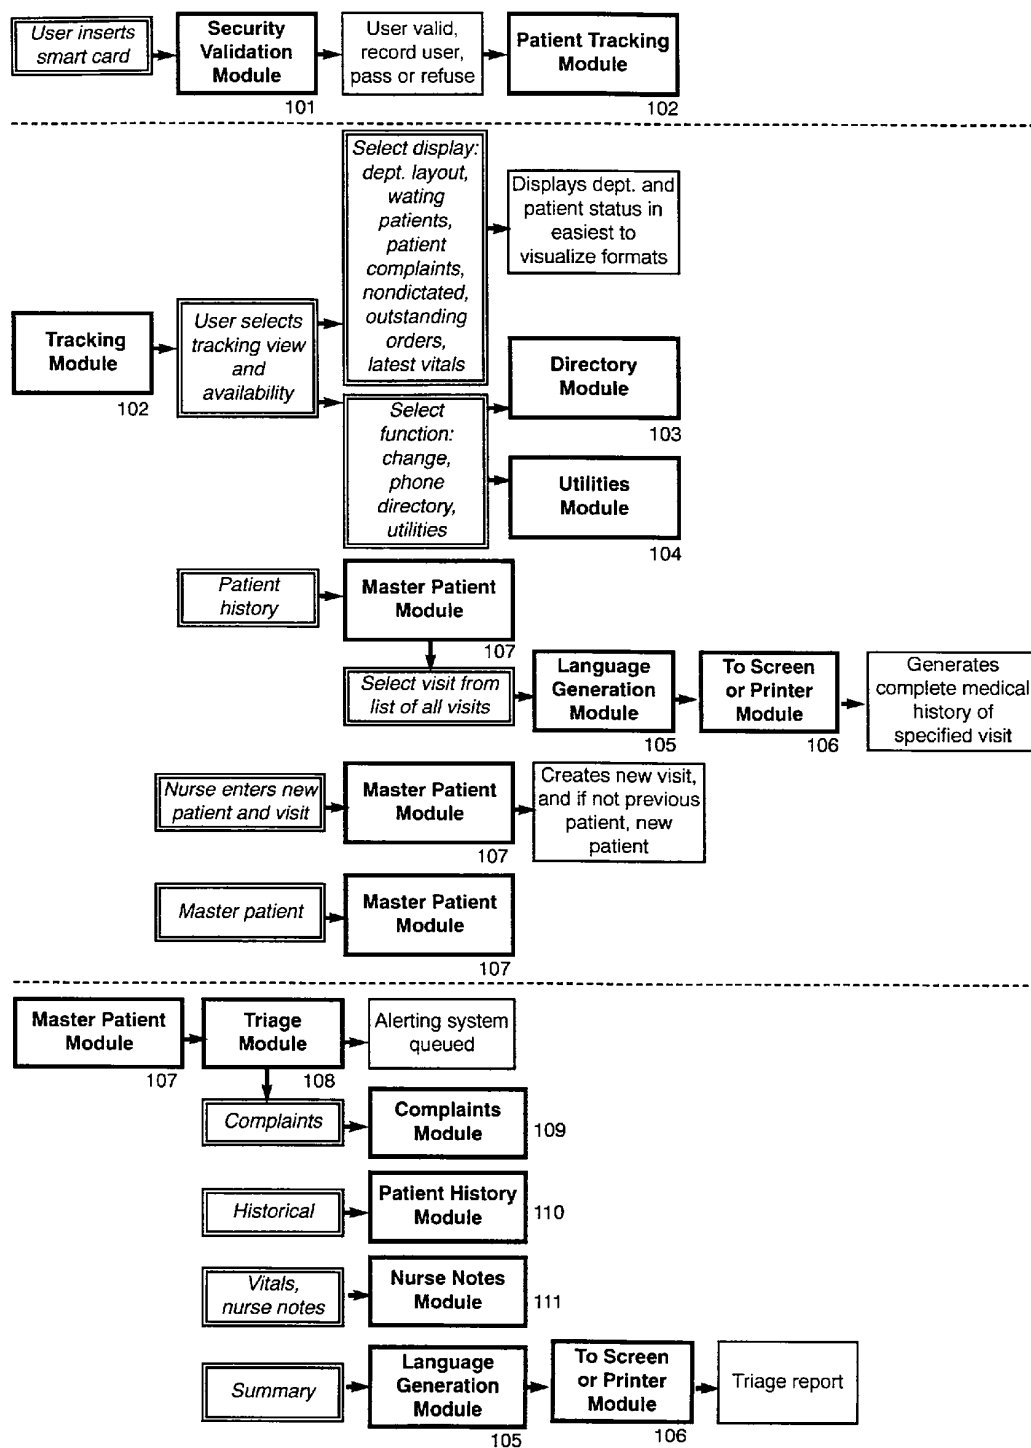 User inserts
smart card
Security
Validation
Module
101
User valid,
record user,
pass or refuse
Patient Tracking
Module
102
Tracking
Module
102
User selects
tracking view
and
availability
Select display:
dept. layout,
wating
patients,
patient
complaints,
nondictated,
outstanding
orders,
latest vitals
Displays dept. and
patient status in
easiest to
visualize formats
Select
function:
change,
phone
directory,
utilities
Directory
Module
103
Utilities
Module
104
Patient
history
Master Patient
Module
107
Select visit from
list of all visits
Language
Generation
Module
105
To Screen
or Printer
Module
106
Generates
complete medical
history of
specified visit
Nurse enters new
patient and visit
Master Patient
Module
107
Creates new visit,
and if not previous
patient, new
patient
Master patient
Master Patient
Module
107
Master Patient
Module
107
Triage
Module
108
Alerting system
queued
Complaints
Complaints
Module
109
Historical
Patient History
Module
110
Vitals,
nurse notes
Nurse Notes
Module
111
Summary
Language
Generation
Module
105
To Screen
or Printer
Module
106
Triage report